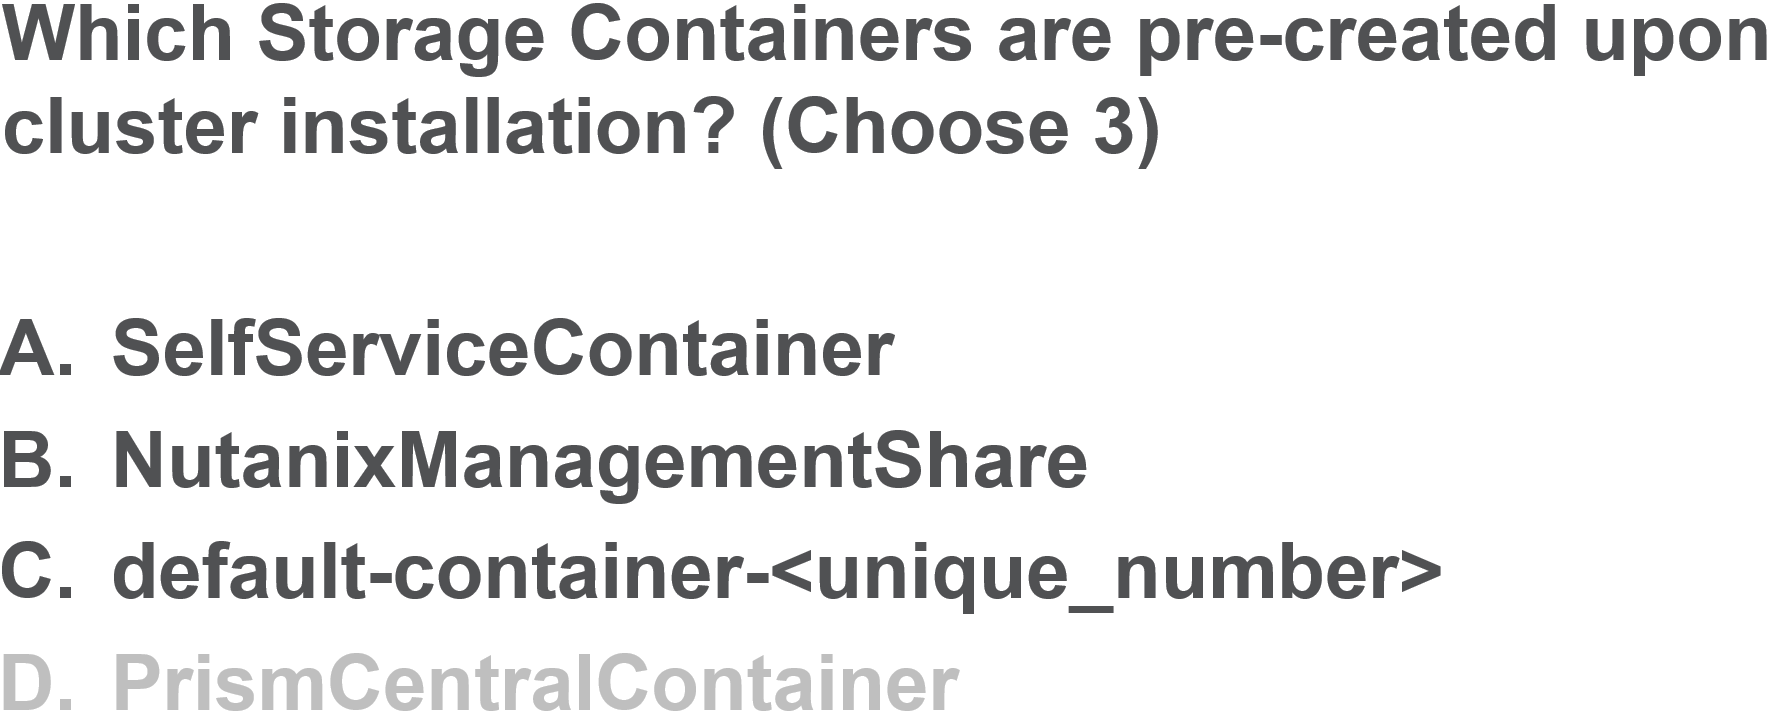 Which Storage Containers are pre-created upon
cluster installation? (Choose 3)
A. SelfServiceContainer
B. NutanixManagementShare
C. default-container-<unique_number>
D. PrismCentralContainer